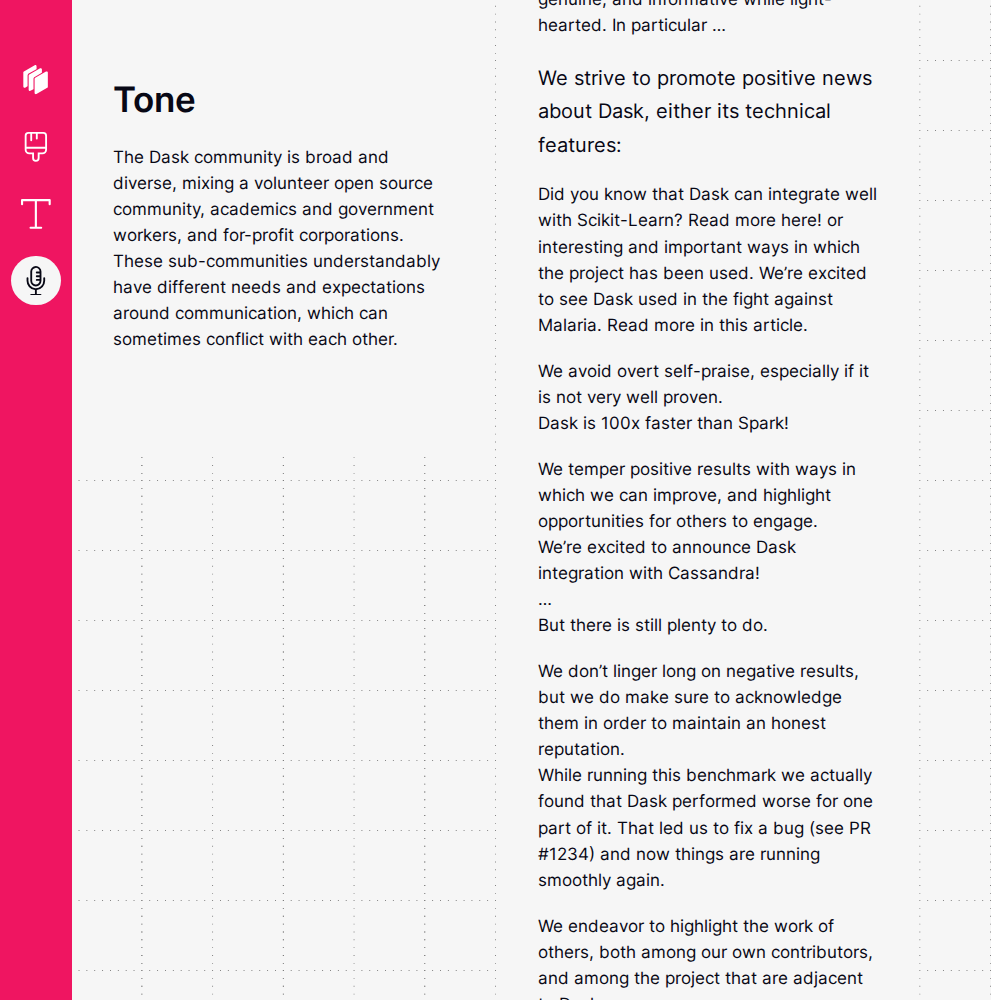 Tone
The Dask community is broad and
diverse, mixing a volunteer open source
community, academics and government
workers, and for-profit corporations.
These sub-communities understandably
have different needs and expectations
around communication, which can
sometimes conflict with each other.
genuine, and informative while light-
hearted. In particular ...
We strive to promote positive news
about Dask, either its technical
features:
Did you know that Dask can integrate well
with Scikit-Learn? Read more here! or
interesting and important ways in which
the project has been used. We’re excited
to see Dask used in the fight against
Malaria. Read more in this article.
We avoid overt self-praise, especially if it
is not very well proven.
Dask is 100x faster than Spark!
We temper positive results with ways in
which we can improve, and highlight
opportunities for others to engage.
We’re excited to announce Dask
integration with Cassandra!
...
But there is still plenty to do.
We don’t linger long on negative results,
but we do make sure to acknowledge
them in order to maintain an honest
reputation.
While running this benchmark we actually
found that Dask performed worse for one
part of it. That led us to fix a bug (see PR
#1234) and now things are running
smoothly again.
We endeavor to highlight the work of
others, both among our own contributors,
and among the project that are adjacent